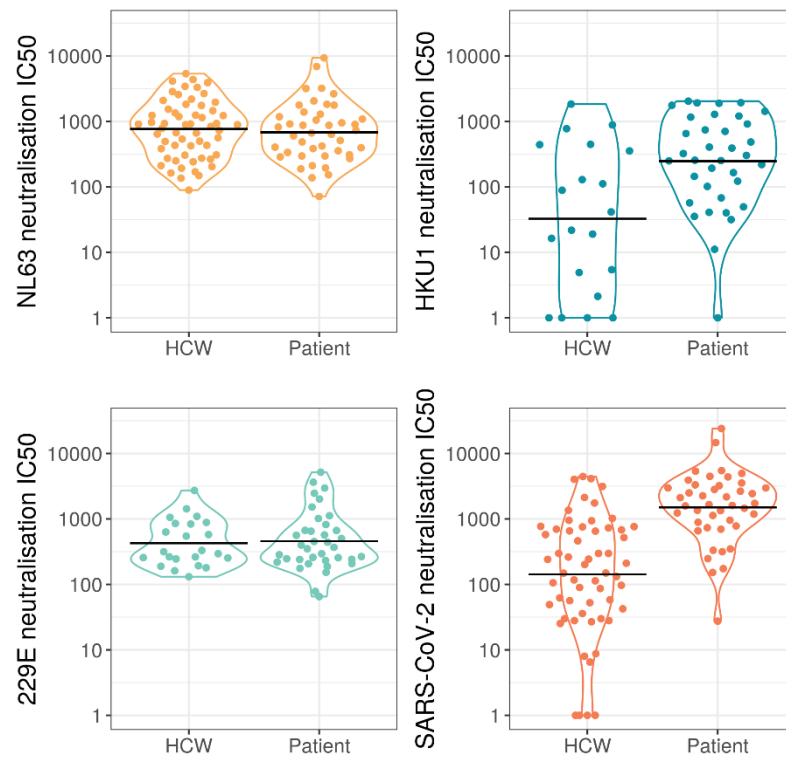 NL63 neutralisation IC50
10000
1000
100
10
1
HCW Patient
HKU1 neutralisation IC50
10000
1000
100
10
1
HCW Patient
229E neutralisation IC50
10000
1000
100
10
1
HCW Patient
SARS-CoV-2 neutralisation IC50
10000
1000
100
10
1
HCW Patient